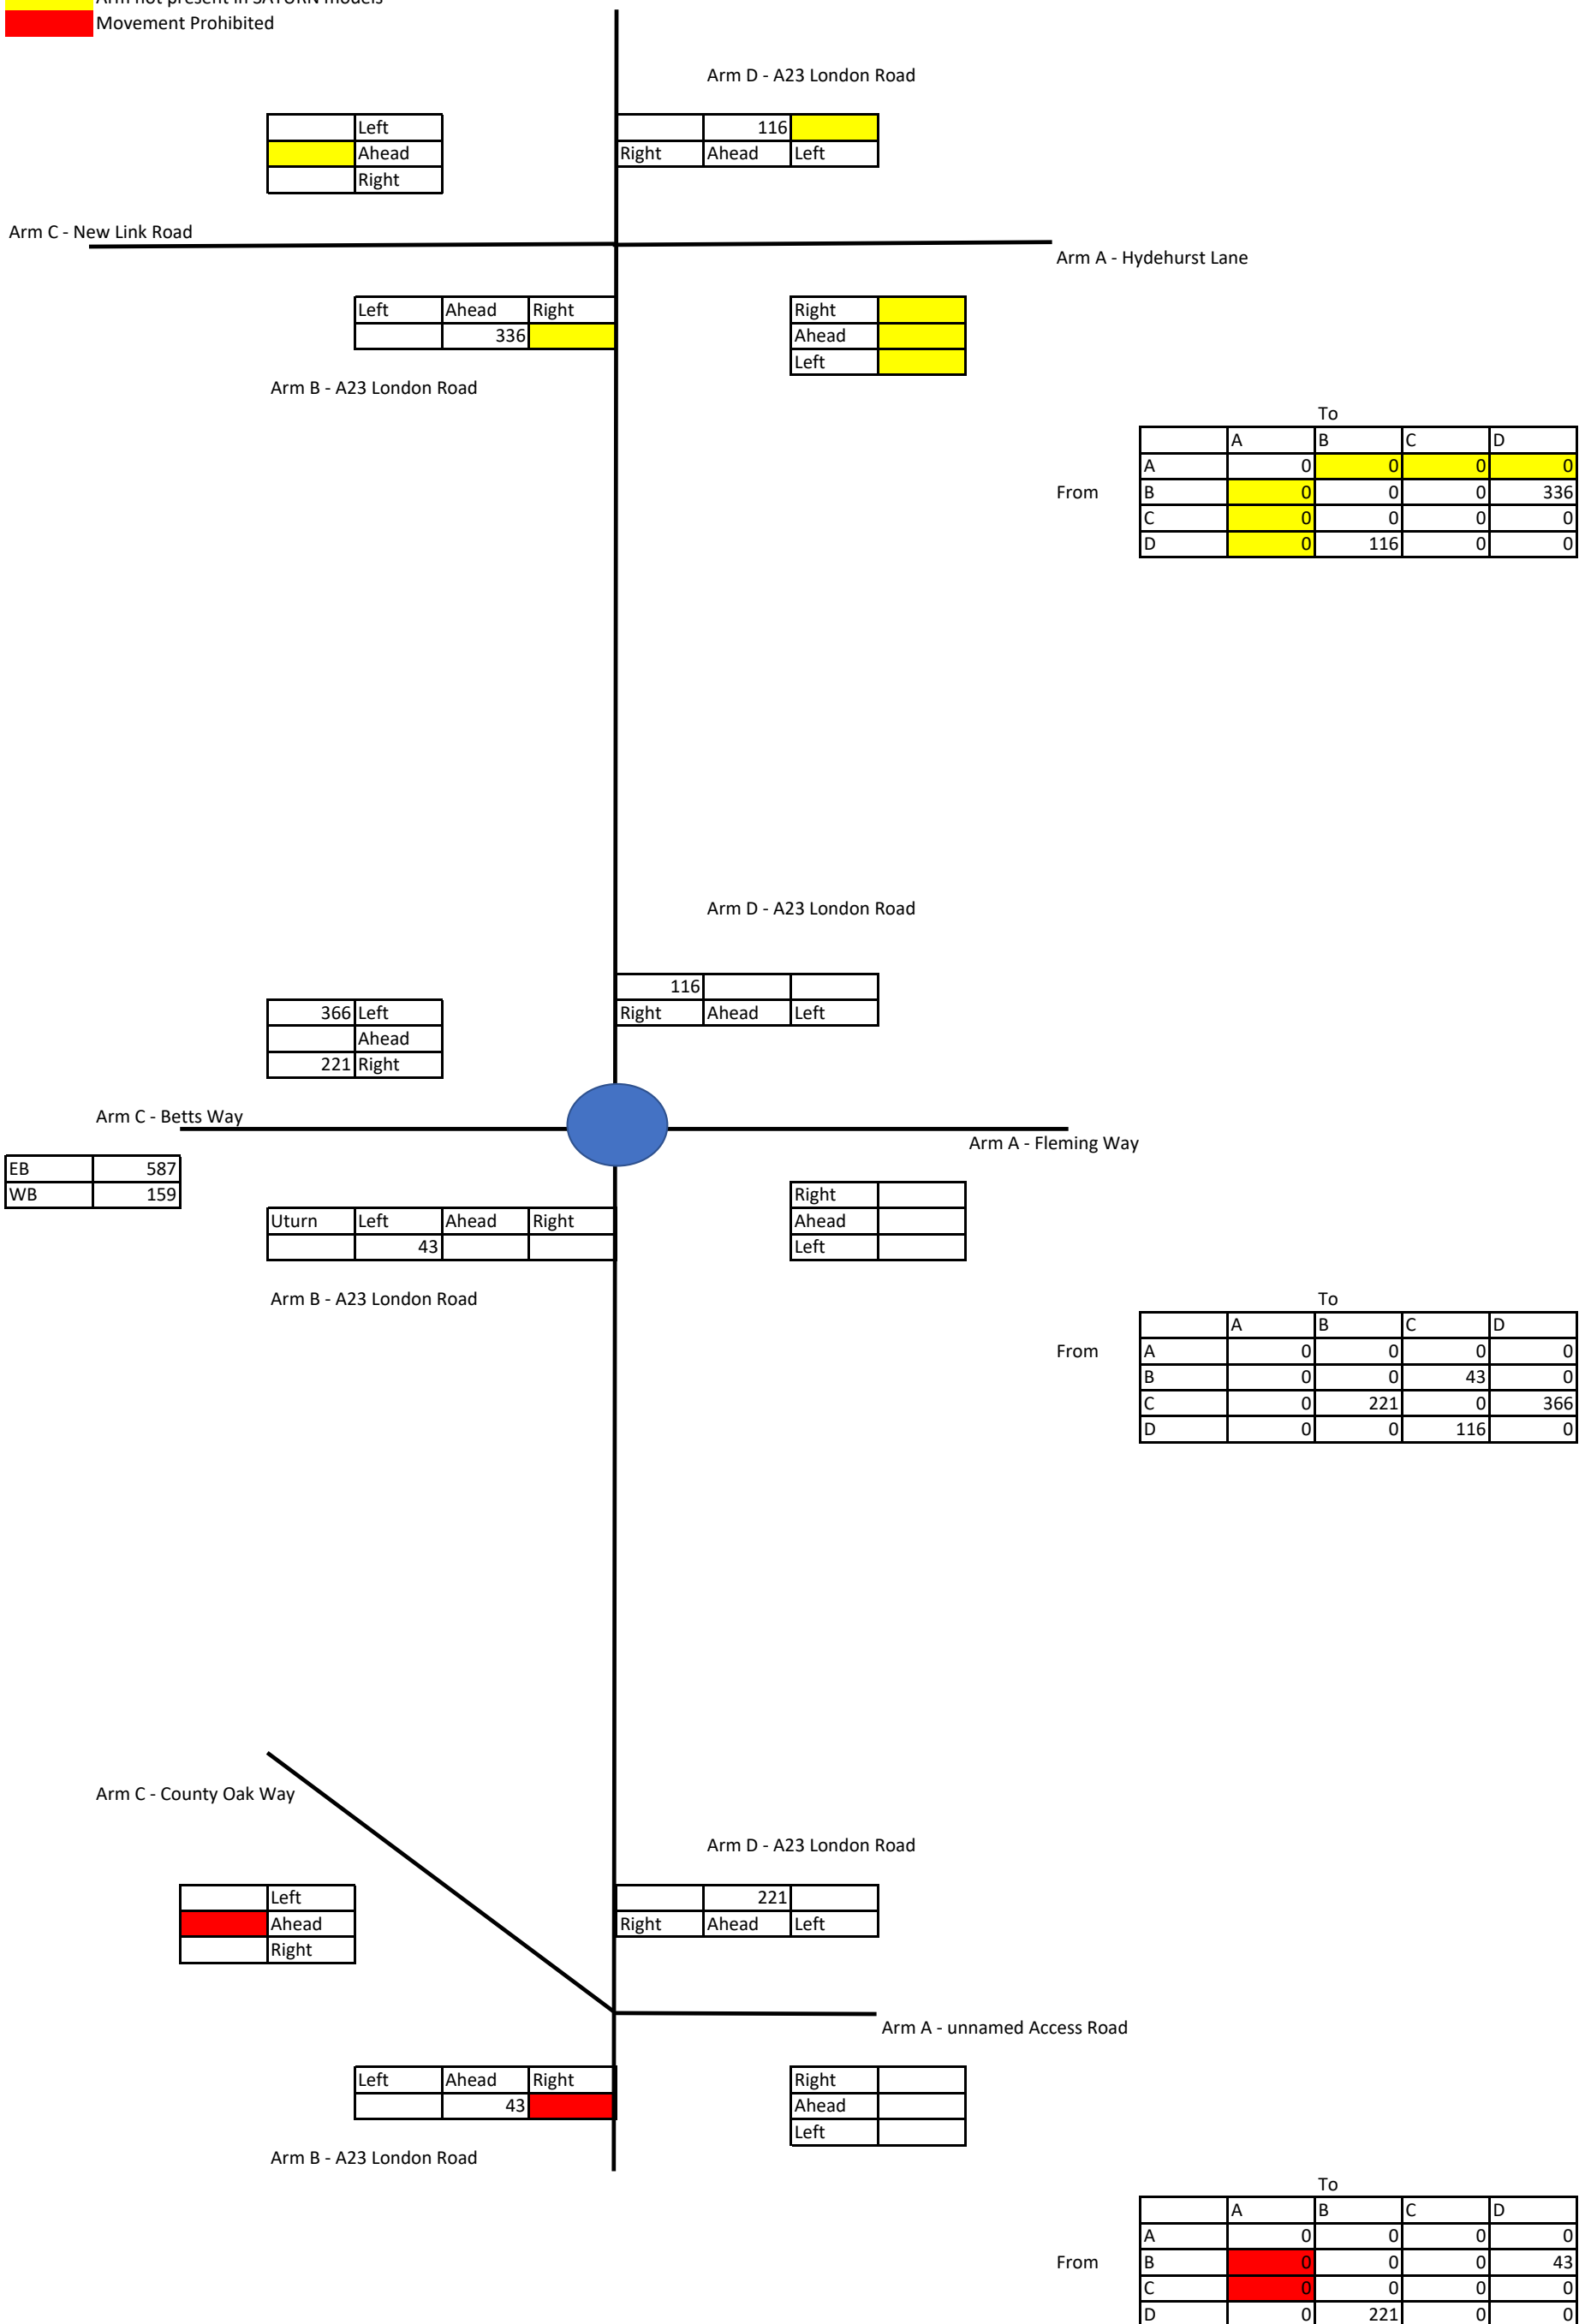 Arm not present in SATURN models
Movement Prohibited
Arm D - A23 London Road
Left
Ahead
Right
116
Right Ahead Left
Arm C - New Link Road
Arm A - Hydehurst Lane
Left Ahead Right
336
Right
Ahead
Left
Arm B - A23 London Road
To
A B C D
A 0 0 0 0
From B 0 0 0 336
C 0 0 0 0
D 0 116 0 0
Arm D - A23 London Road
116
Right Ahead Left
366 Left
Ahead
221 Right
Arm C - Betts Way
Arm A - Fleming Way
EB 587
WB 159
Uturn Left Ahead Right
43
Right
Ahead
Left
Arm B - A23 London Road
To
A B C D
From A 0 0 0 0
B 0 0 43 0
C 0 221 0 366
D 0 0 116 0
Arm C - County Oak Way
Arm D - A23 London Road
Left
Ahead
Right
221
Right Ahead Left
Arm A - unnamed Access Road
Left Ahead Right
43
Right
Ahead
Left
Arm B - A23 London Road
To
A B C D
A 0 0 0 0
From B 0 0 0 43
C 0 0 0 0
D 0 221 0 0